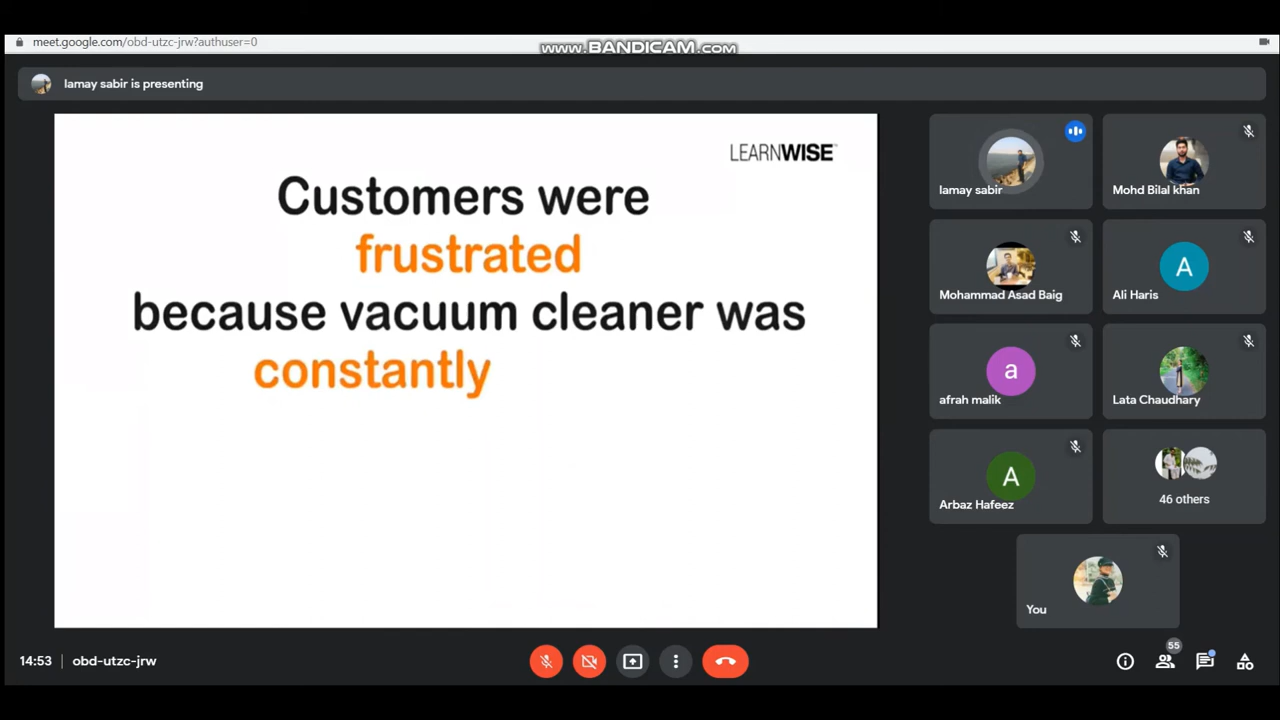 meet.google.com/obd-utzc-jrw?authuser=0
www.BANDICAM.com
lamay sabir is presenting
LEARNWISE™
Customers were
frustrated
because vacuum cleaner was
constantly
lamay sabir
Mohd Bilal khan
Mohammad Asad Baig
A
Ali Haris
a
afrah malik
Lata Chaudhary
A
Arbaz Hafeez
46 others
You
14:53 | obd-utzc-jrw
55